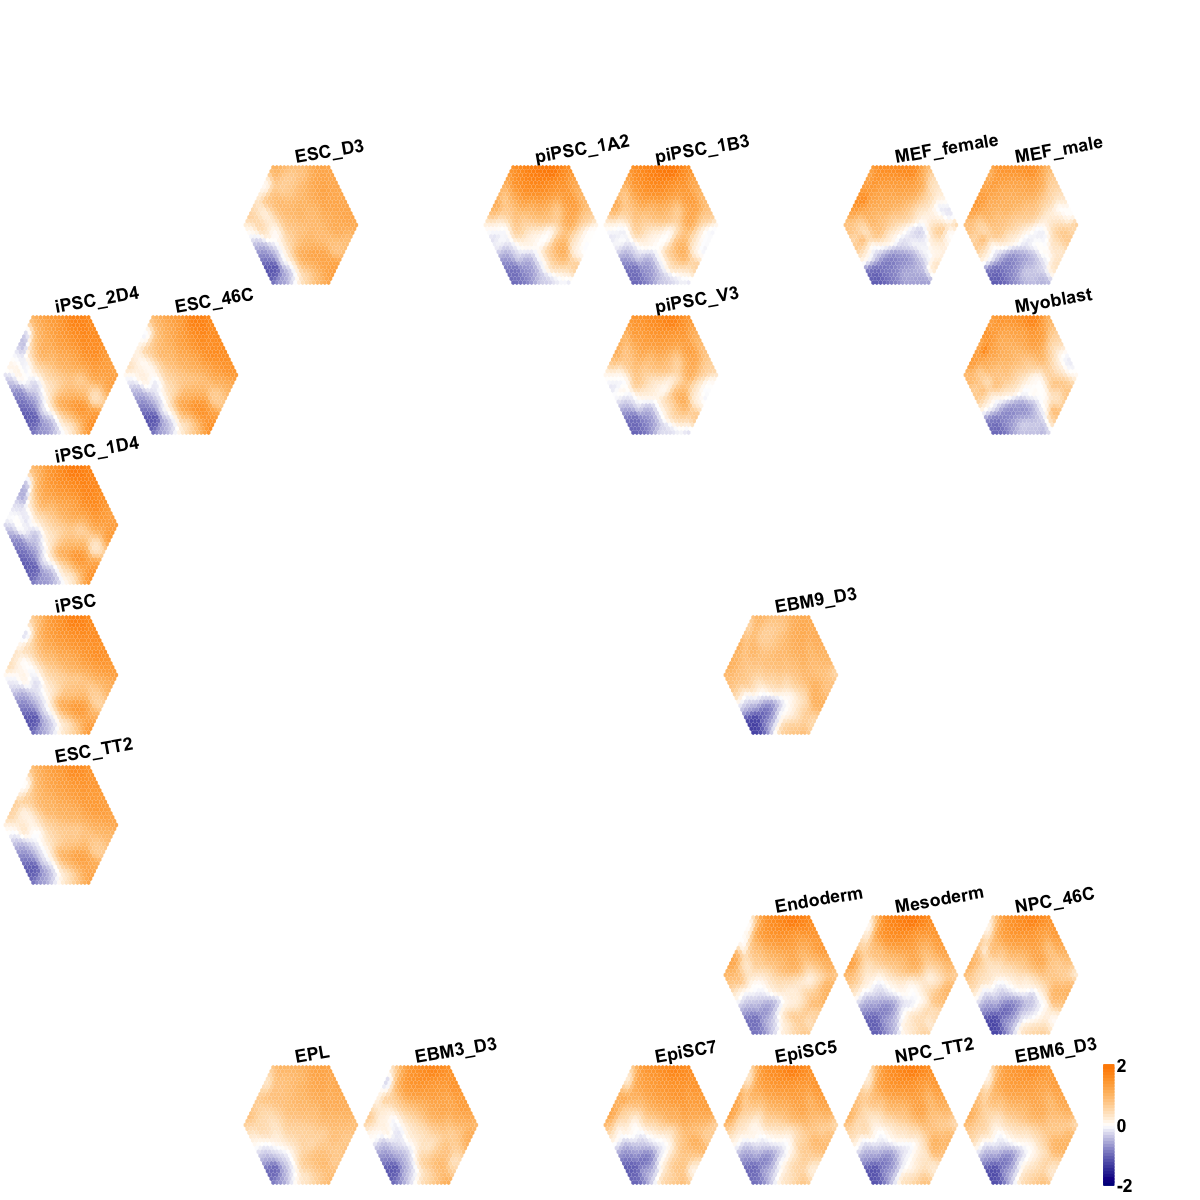 ESC_D3
piPSC_1A2
piPSC_1B3
MEF_female
MEF_male
iPSC_2D4
ESC_46C
piPSC_V3
Myoblast
iPSC_1D4
iPSC
EBM9_D3
ESC_TT2
Endoderm
Mesoderm
NPC_46C
EPL
EBM3_D3
EpiSC7
EpiSC5
NPC_TT2
EBM6_D3
2
0
-2